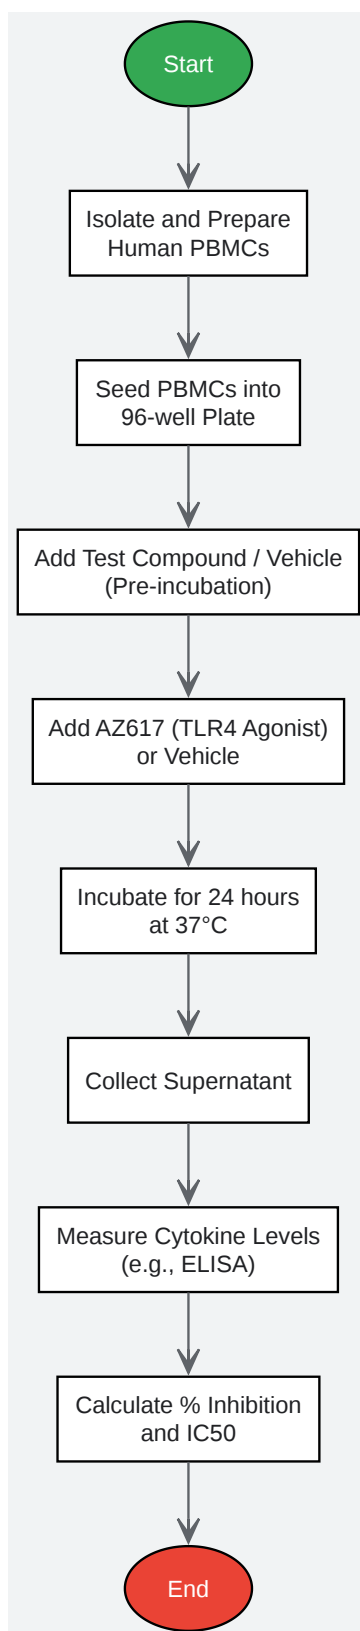 Start
Isolate and Prepare
Human PBMCs
Seed PBMCs into
96-well Plate
Add Test Compound / Vehicle
(Pre-incubation)
Add AZ617 (TLR4 Agonist)
or Vehicle
Incubate for 24 hours
at 37°C
Collect Supernatant
Measure Cytokine Levels
(e.g., ELISA)
Calculate % Inhibition
and IC50
End